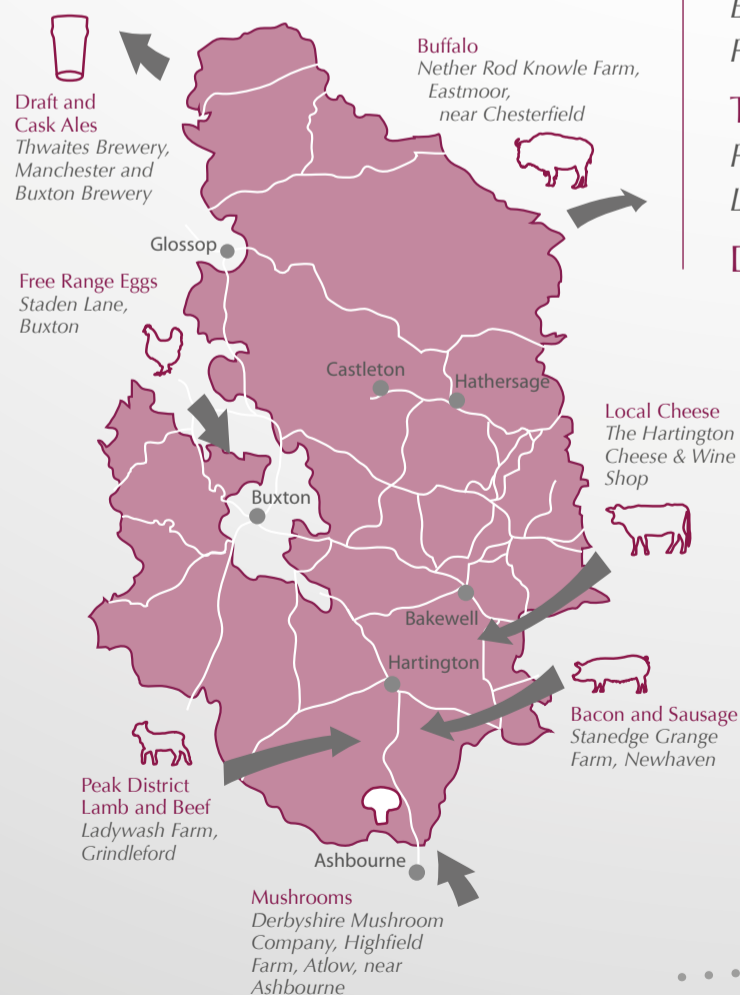 Draft and
Cask Ales
Thwaites Brewery,
Manchester and
Buxton Brewery
Buffalo
Nether Rod Knowle Farm,
Eastmoor,
near Chesterfield
Glossop
Free Range Eggs
Staden Lane,
Buxton
Castleton
Hathersage
Local Cheese
The Hartington
Cheese & Wine
Shop
Buxton
Bakewell
Hartington
Bacon and Sausage
Stanedge Grange
Farm, Newhaven
Peak District
Lamb and Beef
Ladywash Farm,
Grindleford
Ashbourne
Mushrooms
Derbyshire Mushroom
Company, Highfield
Farm, Atlow, near
Ashbourne